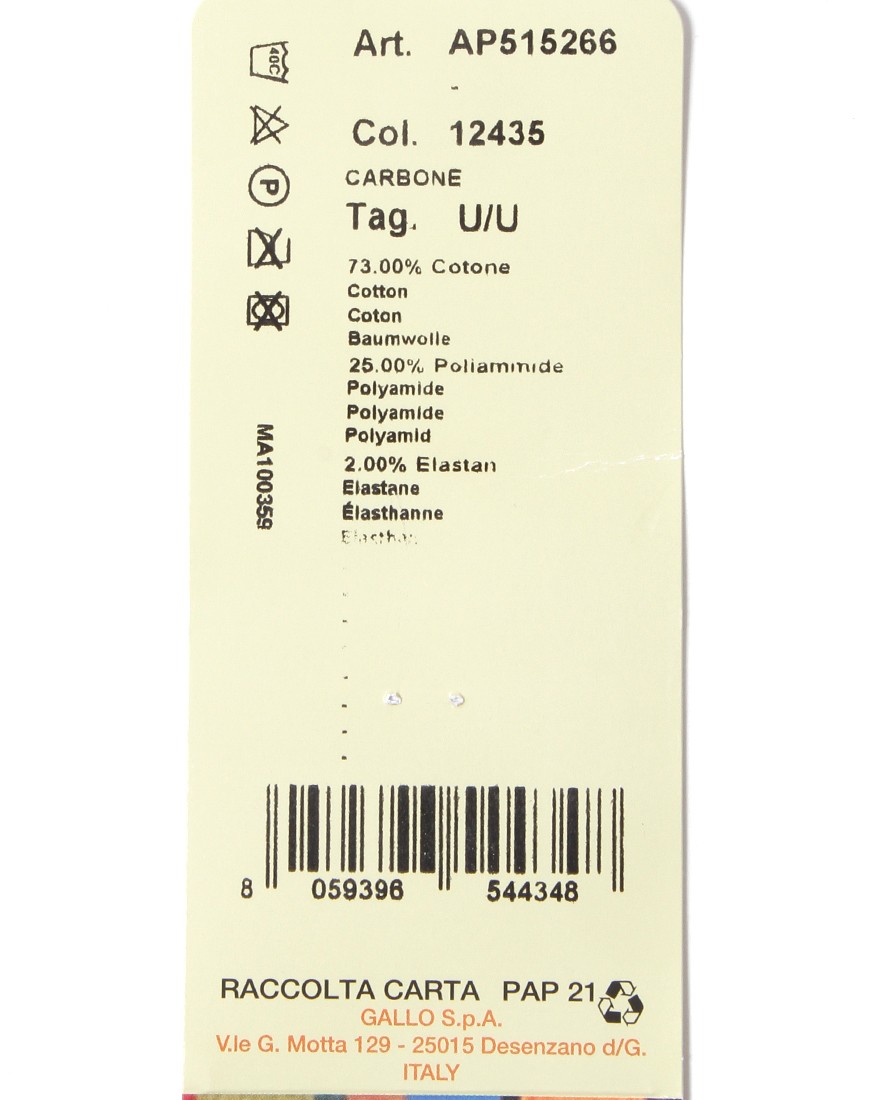 Art. AP515266
-
Col. 12435
CARBONE
Tag. U/U
73.00% Cotone
Cotton
Coton
Baumwolle
25.00% Poliammide
Polyamide
Polyamide
Polyamid
2.00% Elastan
Elastane
Élasthanne
40C
P
MA100359
8 059396 544348
RACCOLTA CARTA PAP 21
GALLO S.p.A.
V.le G. Motta 129 - 25015 Desenzano d/G.
ITALY